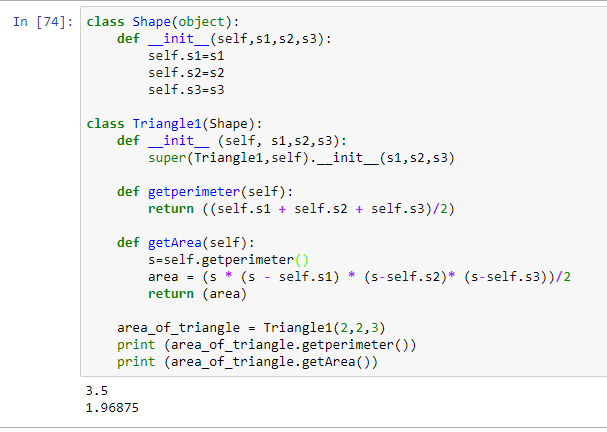 In [74]: class Shape(object):
    def __init__(self,s1,s2,s3):
        self.s1=s1
        self.s2=s2
        self.s3=s3

class Triangle1(Shape):
    def __init__ (self, s1,s2,s3):
        super(Triangle1,self).__init__(s1,s2,s3)

    def getperimeter(self):
        return ((self.s1 + self.s2 + self.s3)/2)

    def getArea(self):
        s=self.getperimeter()
        area = (s * (s - self.s1) * (s-self.s2)* (s-self.s3))/2
        return (area)

    area_of_triangle = Triangle1(2,2,3)
    print (area_of_triangle.getperimeter())
    print (area_of_triangle.getArea())

3.5
1.96875